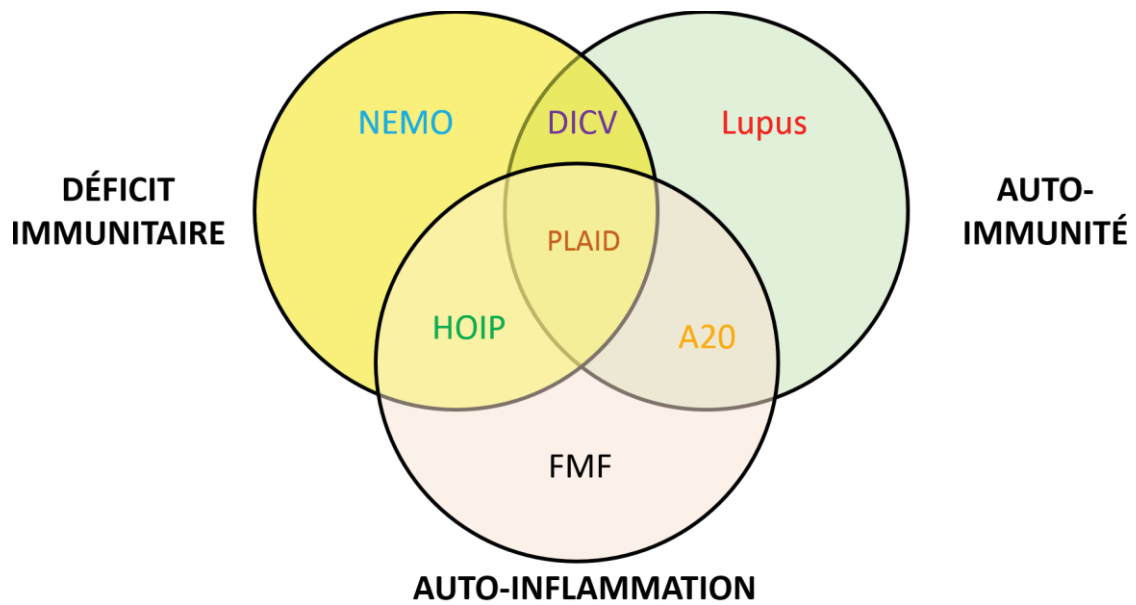 NEMO
DICV
Lupus
DÉFICIT
IMMUNITAIRE
AUTO-
IMMUNITÉ
PLAID
HOIP
A20
FMF
AUTO-INFLAMMATION